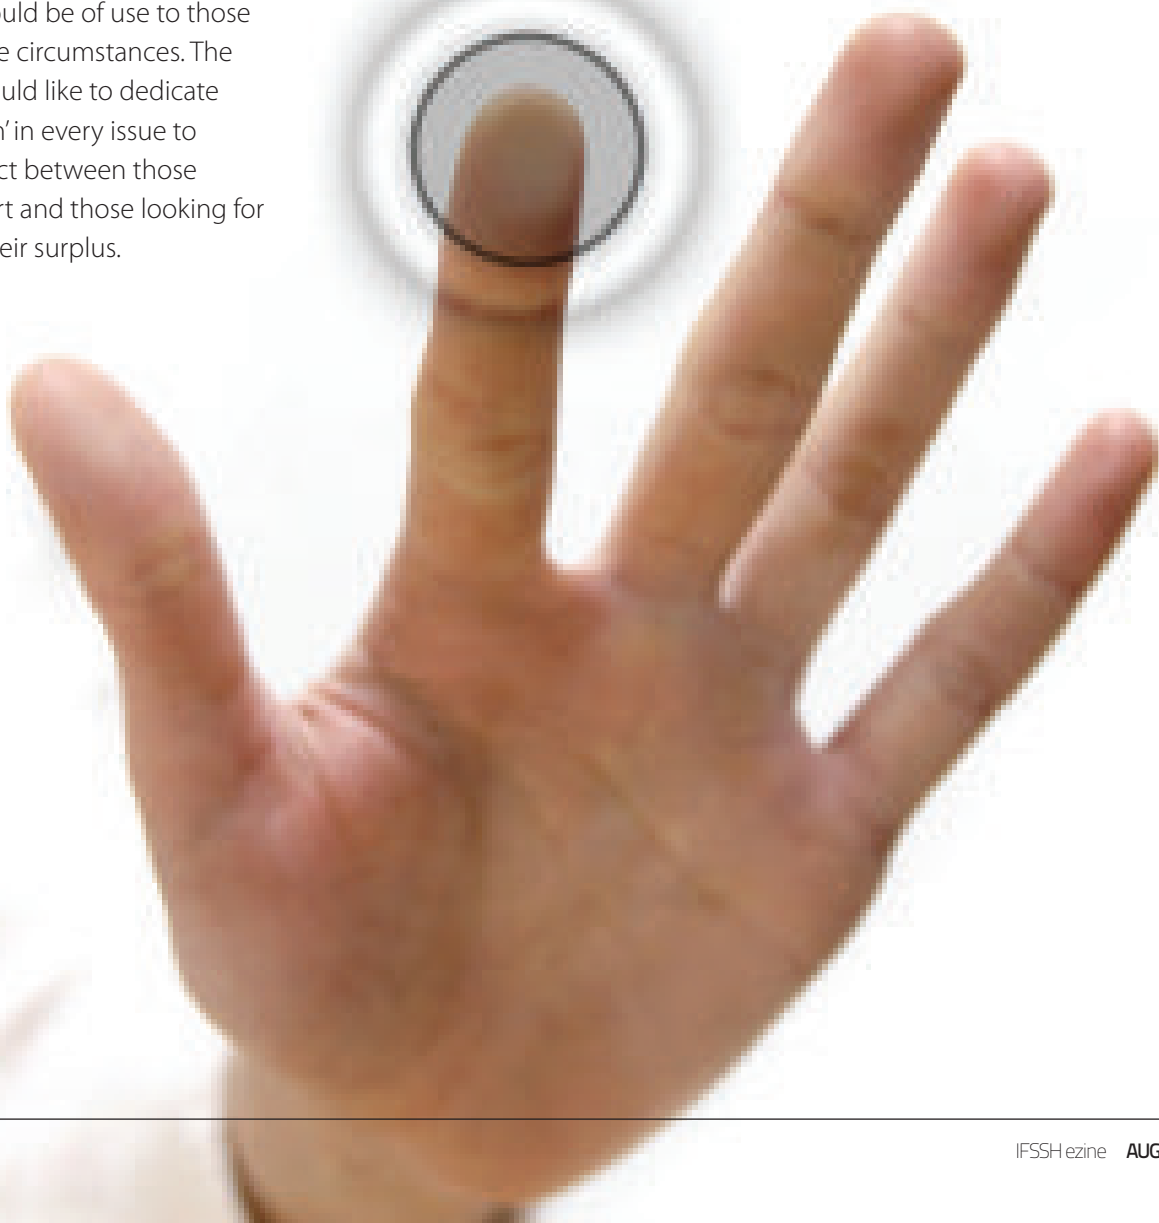 ould be of use to those
e circumstances. The
uld like to dedicate
n’ in every issue to
ct between those
rt and those looking for
eir surplus.
IFSSH ezine AUG